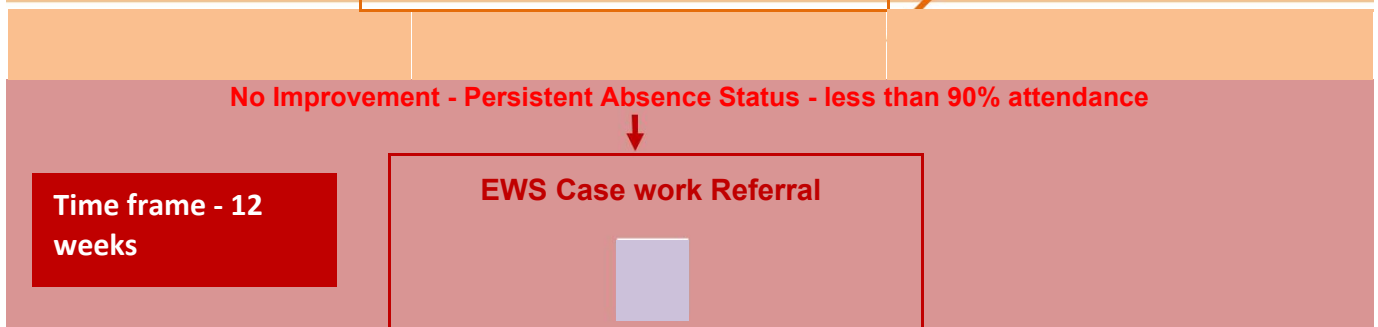 No Improvement - Persistent Absence Status - less than 90% attendance
EWS Case work Referral
Time frame - 12
weeks